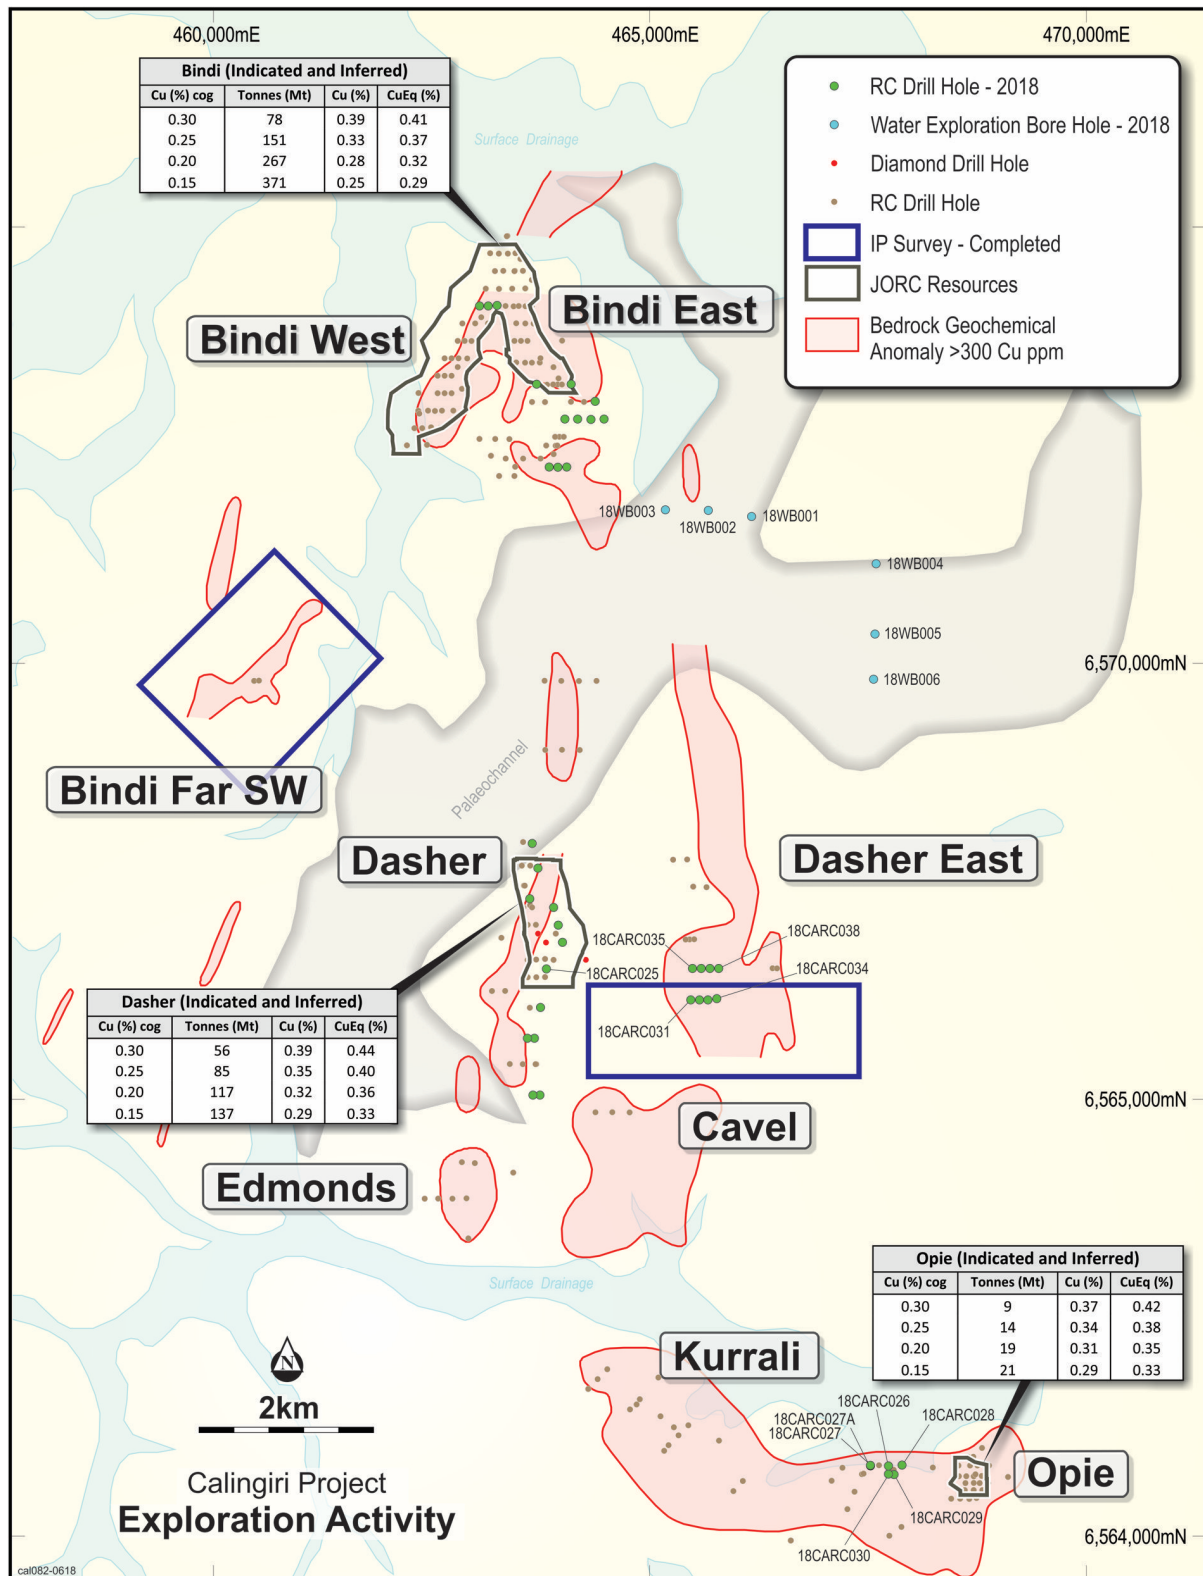 460,000mE 465,000mE 470,000mE
Bindi (Indicated and Inferred)
Cu (%) cog Tonnes (Mt) Cu (%) CuEq (%)
0.30 78 0.39 0.41
0.25 151 0.33 0.37
0.20 267 0.28 0.32
0.15 371 0.25 0.29
RC Drill Hole - 2018
Water Exploration Bore Hole - 2018
Diamond Drill Hole
RC Drill Hole
IP Survey - Completed
JORC Resources
Bedrock Geochemical
Anomaly >300 Cu ppm
Surface Drainage
Bindi East
Bindi West
18WB003
18WB002
18WB001
18WB004
18WB005
18WB006
6,570,000mN
Bindi Far SW
Palaeochannel
Dasher
Dasher East
18CARC035
18CARC038
18CARC025
18CARC034
18CARC031
Dasher (Indicated and Inferred)
Cu (%) cog Tonnes (Mt) Cu (%) CuEq (%)
0.30 56 0.39 0.44
0.25 85 0.35 0.40
0.20 117 0.32 0.36
0.15 137 0.29 0.33
6,565,000mN
Cavel
Edmonds
Surface Drainage
Opie (Indicated and Inferred)
Cu (%) cog Tonnes (Mt) Cu (%) CuEq (%)
0.30 9 0.37 0.42
0.25 14 0.34 0.38
0.20 19 0.31 0.35
0.15 21 0.29 0.33
Kurrali
N
2km
18CARC026
18CARC027A
18CARC028
18CARC027
Opie
18CARC029
18CARC030
Calingiri Project
Exploration Activity
6,564,000mN
cal082-0618